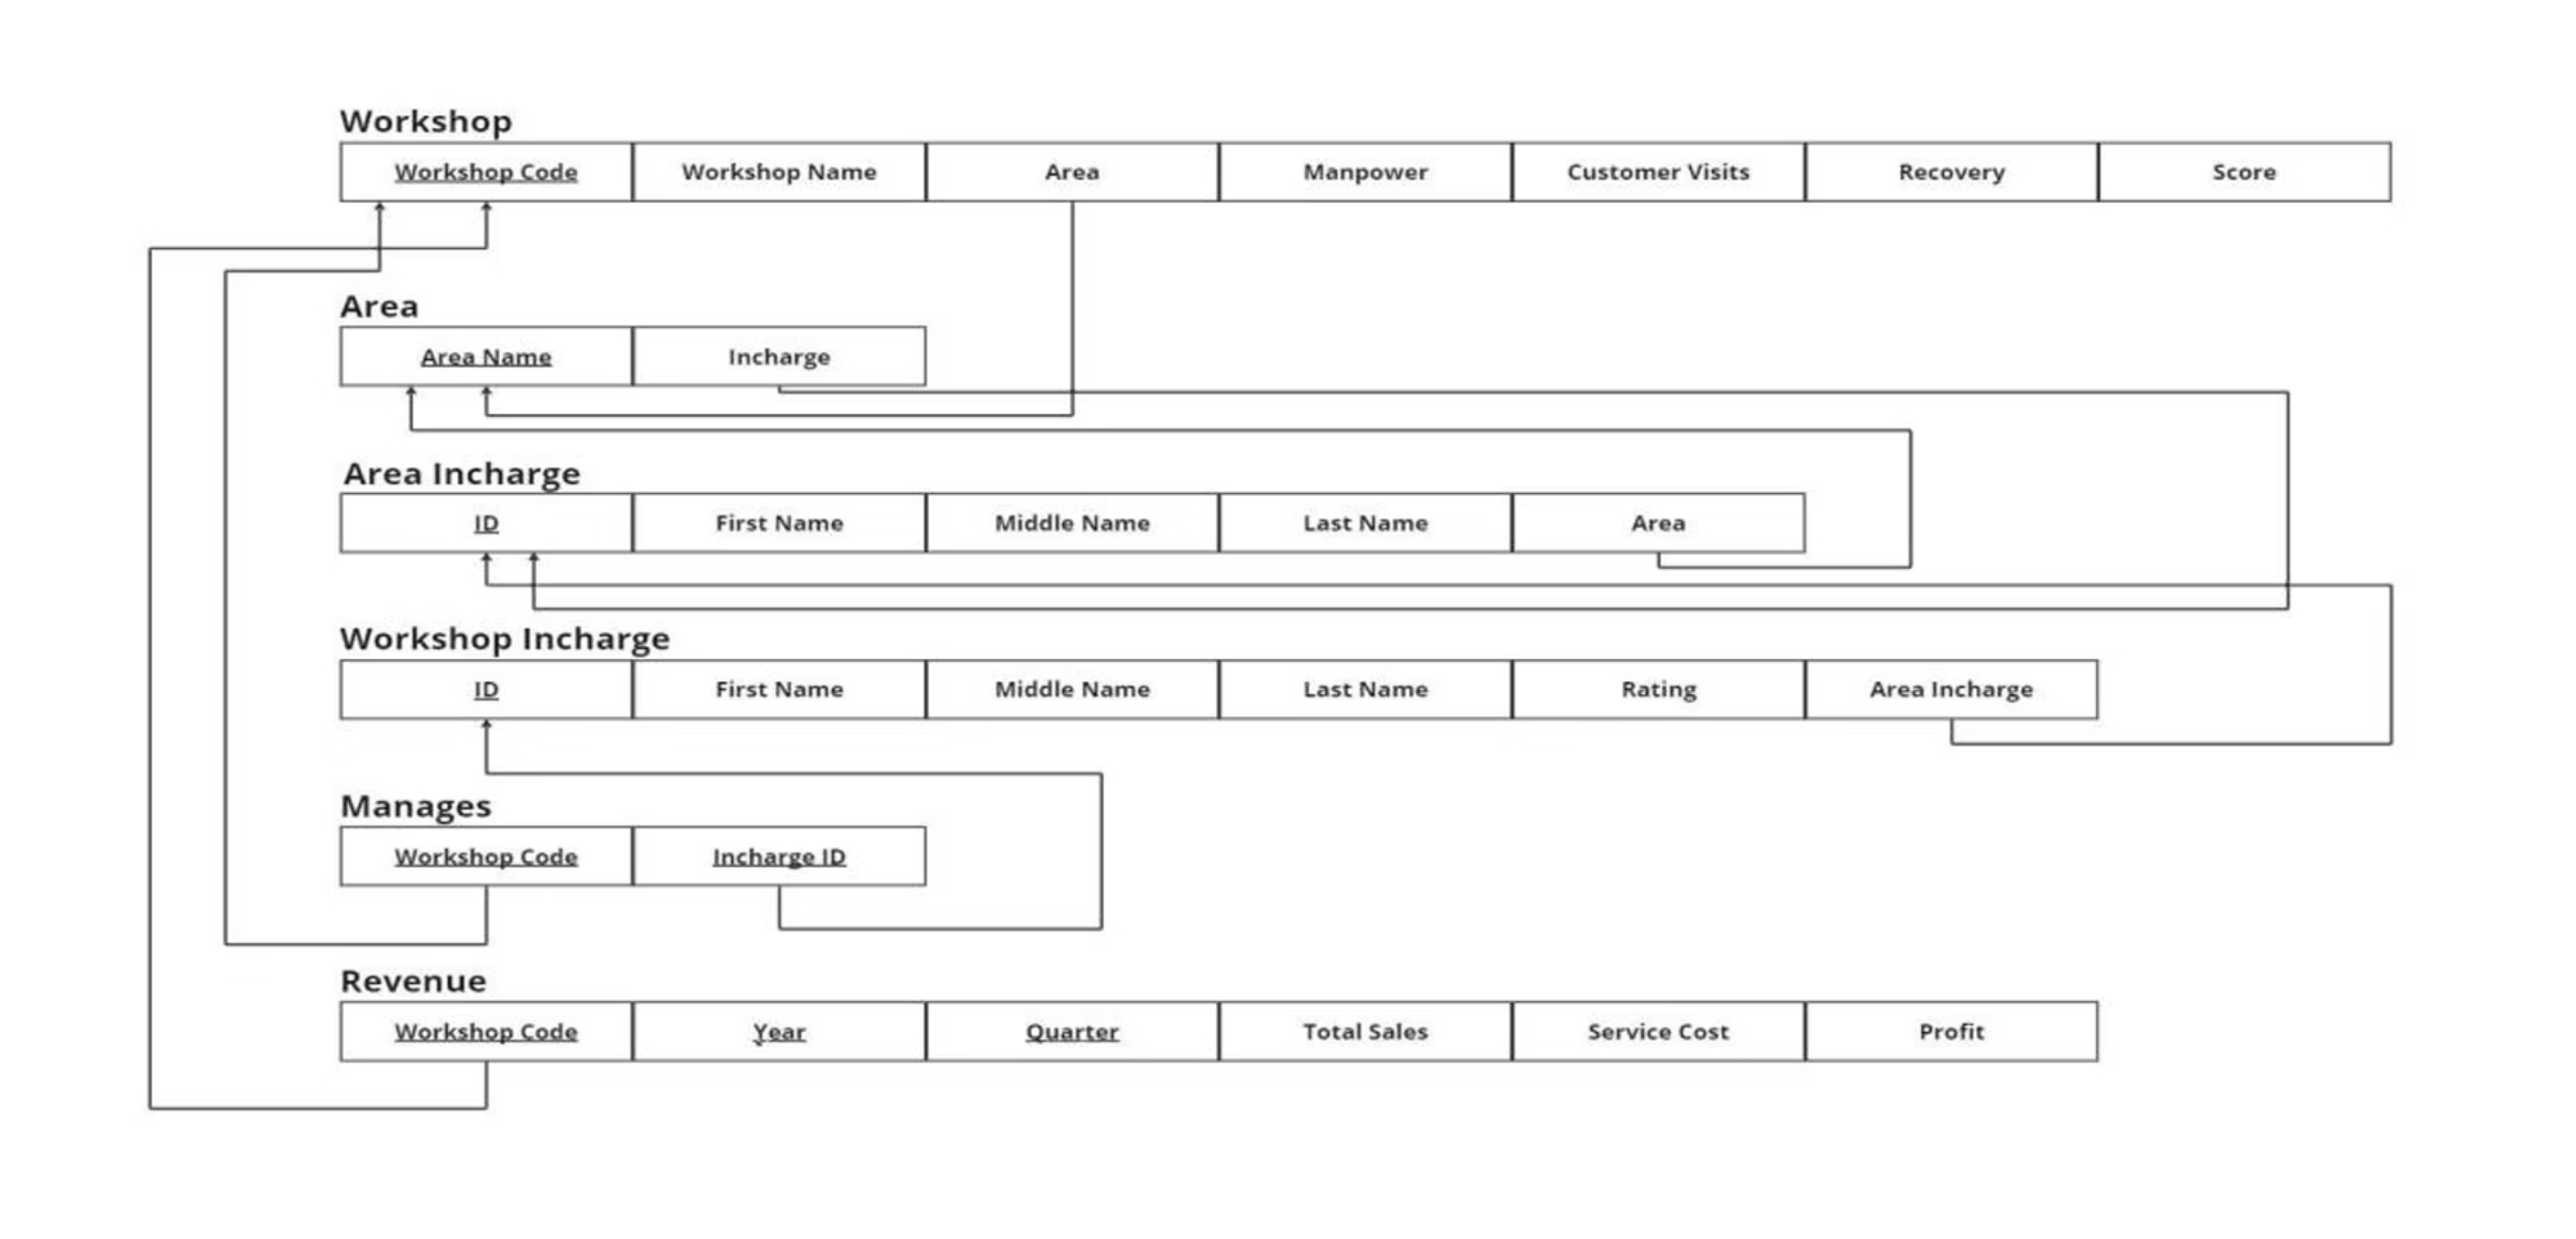 Workshop
Workshop Code Workshop Name Area Manpower Customer Visits Recovery Score
Area
Area Name Incharge
Area Incharge
ID First Name Middle Name Last Name Area
Workshop Incharge
ID First Name Middle Name Last Name Rating Area Incharge
Manages
Workshop Code Incharge ID
Revenue
Workshop Code Year Quarter Total Sales Service Cost Profit